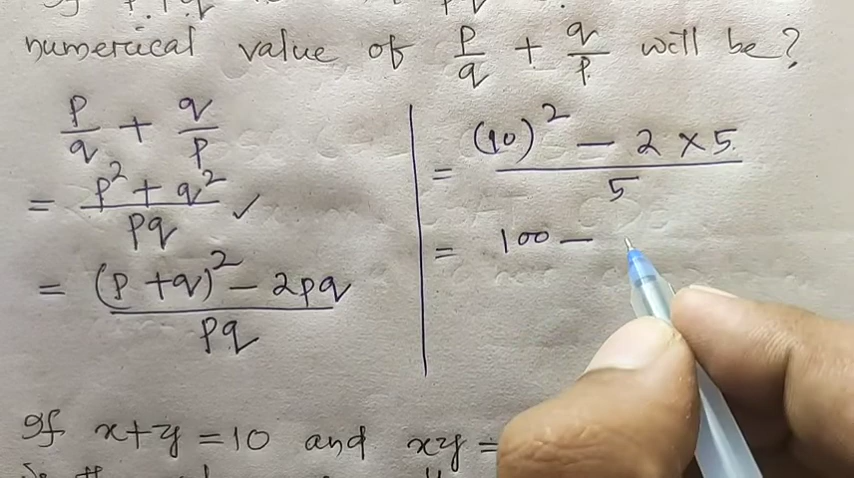 numerical value of p/q + q/p will be?
p/q + q/p
= p² + q² / pq ✓
= (p + q)² - 2pq / pq
= (10)² - 2 × 5 / 5
= 100 -
If x+y = 10 and xy =